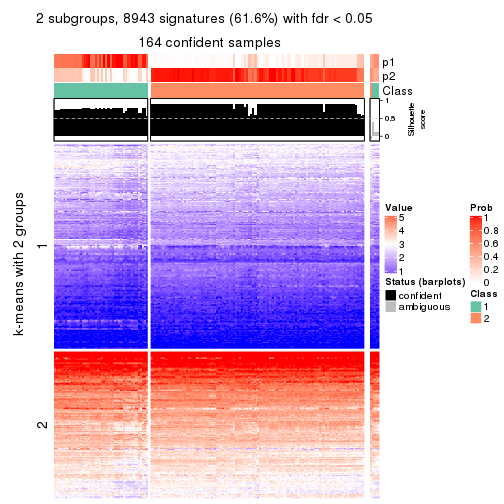 2 subgroups, 8943 signatures (61.6%) with fdr < 0.05
164 confident samples
p1
p2
Class
1
0.5
0
Silhouette
score
k-means with 2 groups
1
2
Value
5
4
3
2
1
Status (barplots)
confident
ambiguous
Prob
1
0.8
0.6
0.4
0.2
0
Class
1
2